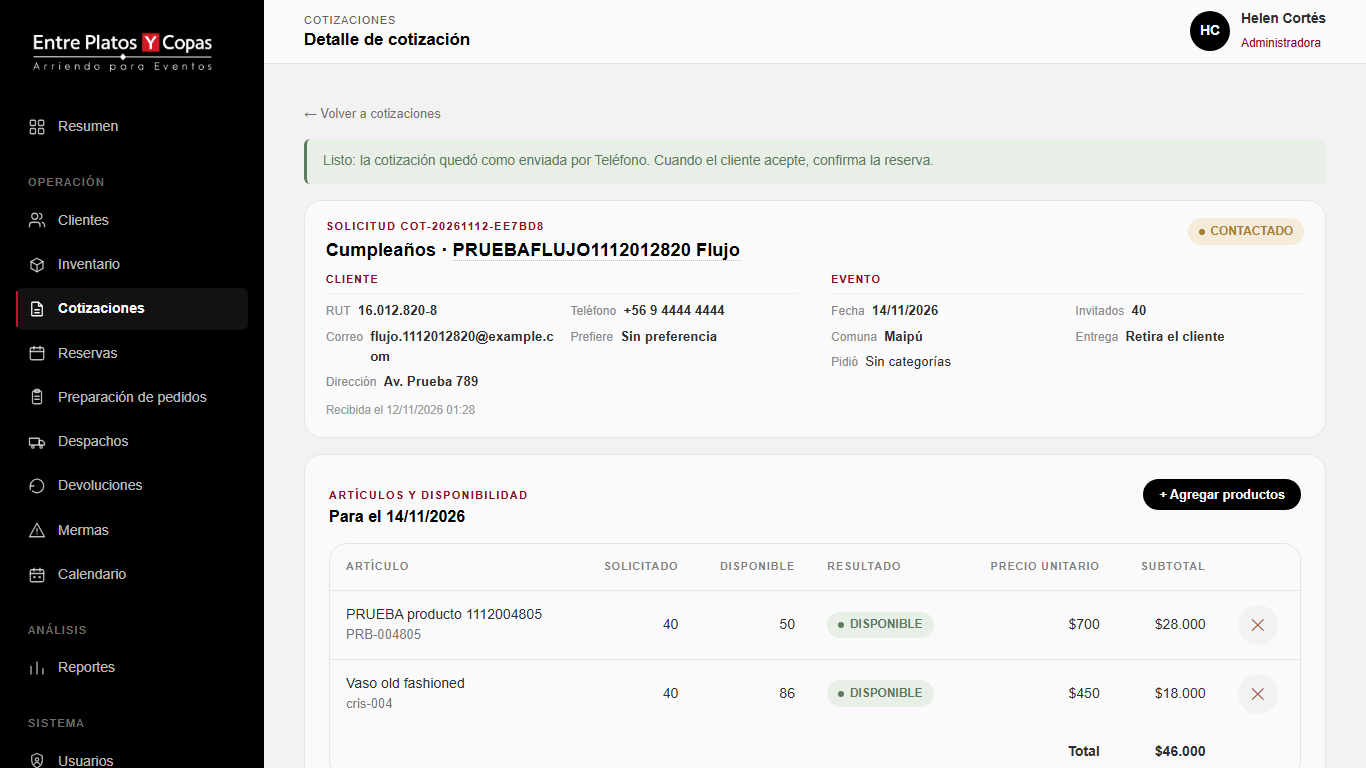 Entre Platos Y Copas
Arriendo para Eventos
Resumen
OPERACIÓN
Clientes
Inventario
Cotizaciones
Reservas
Preparación de pedidos
Despachos
Devoluciones
Mermas
Calendario
ANÁLISIS
Reportes
SISTEMA
Usuarios
COTIZACIONES
Detalle de cotización
HC
Helen Cortés
Administradora
← Volver a cotizaciones
Listo: la cotización quedó como enviada por Teléfono. Cuando el cliente acepte, confirma la reserva.
SOLICITUD COT-20261112-EE7BD8
CONTACTADO
Cumpleaños · PRUEBAFLUJO1112012820 Flujo
CLIENTE
RUT 16.012.820-8
Teléfono +56 9 4444 4444
Correo flujo.1112012820@example.c
om
Prefiere Sin preferencia
Dirección Av. Prueba 789
Recibida el 12/11/2026 01:28
EVENTO
Fecha 14/11/2026
Invitados 40
Comuna Maipú
Entrega Retira el cliente
Pidió Sin categorías
ARTÍCULOS Y DISPONIBILIDAD
Para el 14/11/2026
+ Agregar productos
ARTÍCULO SOLICITADO DISPONIBLE RESULTADO PRECIO UNITARIO SUBTOTAL
PRUEBA producto 1112004805 40 50 DISPONIBLE $700 $28.000
PRB-004805
Vaso old fashioned 40 86 DISPONIBLE $450 $18.000
cris-004
Total $46.000